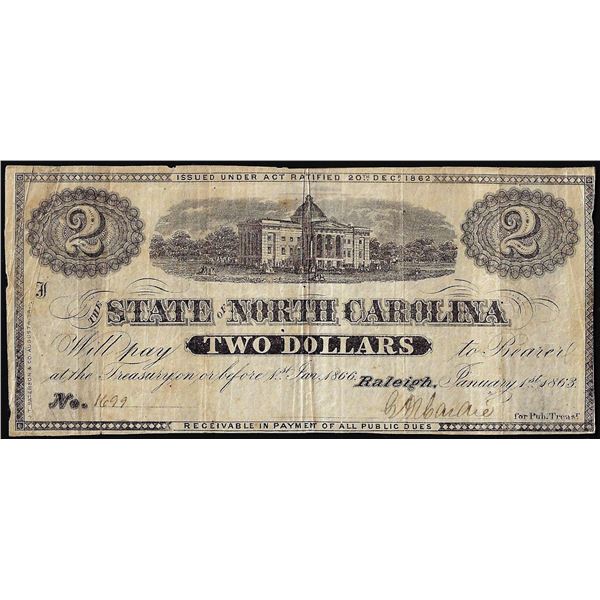 ISSUED UNDER ACT RATIFIED 20TH DECR 1862
2 2
J
THE STATE OF NORTH CAROLINA
Will pay TWO DOLLARS to Bearer
at the Treasury on or before 1st Jan. 1866. Raleigh, January 1st 1863.
No. 1699
for Pub. Treasr
RECEIVABLE IN PAYMENT OF ALL PUBLIC DUES